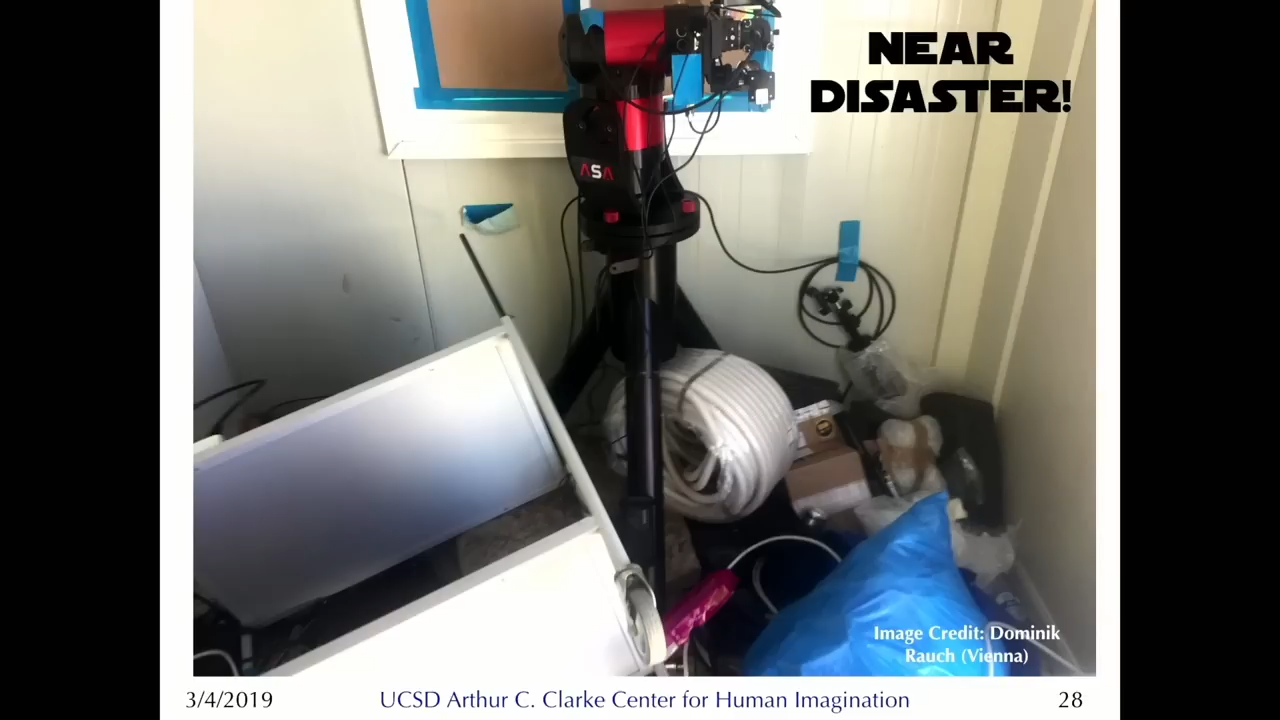 NEAR
DISASTER!
ASA
Image Credit: Dominik
Rauch (Vienna)
3/4/2019
UCSD Arthur C. Clarke Center for Human Imagination
28